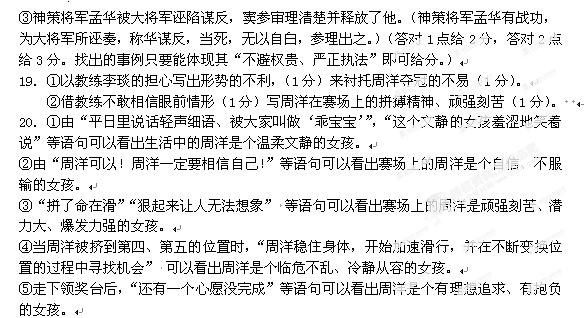 ③神策将军孟华被大将军诬陷谋反，窦参审理清楚并释放了他。（神策将军孟华有战功，
为大将军所诬奏，称华谋反，当死，无以自白，参理出之。）（答对 1点给 2分，答对 2点
给 3分。找出的事例只要能体现其“不避权贵、严正执法”即可给分。）
19. ①以教练李琰的担心写出形势的不利，（1分）来衬托周洋夺冠的不易（1分）。
②借教练不敢相信眼前情形（1分）写周洋在赛场上的拼搏精神、顽强刻苦（1分）。
20. ①由“平日里说话轻声细语、被大家叫做‘乖宝宝’”，“这个文静的女孩羞涩地笑着
说”等语句可以看出生活中的周洋是个温柔文静的女孩。
②由“周洋可以！周洋一定要相信自己!”等语句可以看出赛场上的周洋是个自信、不服
输的女孩。
③“拼了命在滑”“狠起来让人无法想象”等语句可以看出赛场上的周洋是顽强刻苦、潜
力大、爆发力强的女孩。
④当周洋被挤到第四、第五的位置时，“周洋稳住身体，开始加速滑行，并在不断变换位
置的过程中寻找机会”可以看出周洋是个临危不乱、冷静从容的女孩。
⑤走下领奖台后，“还有一个心愿没完成”等语句可以看出周洋是个有理想追求、有抱负
的女孩。